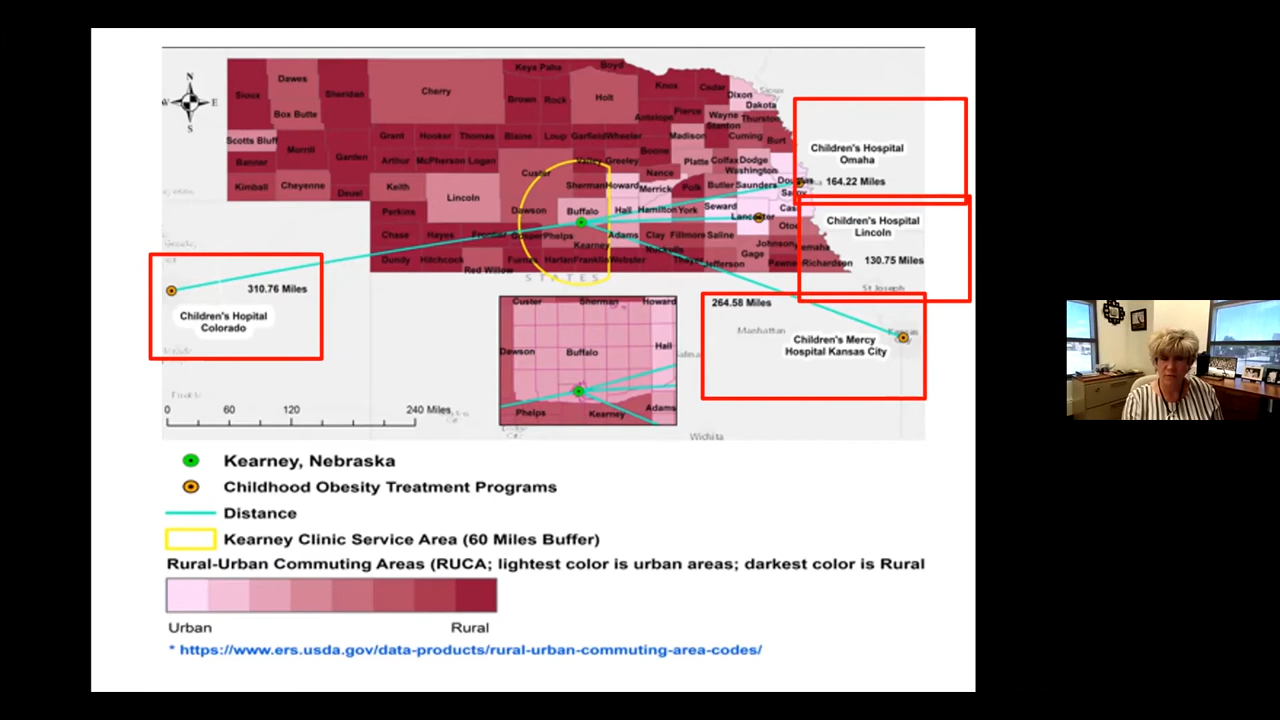 N
W
E
S
Sioux
Dawes
Sheridan
Box Butte
Cherry
Keya Paha
Boyd
Brown
Rock
Holt
Knox
Cedar
Dixon
Dakota
Antelope
Pierce
Wayne
Thurston
Stanton
Scotts Bluff
Morrill
Garden
Banner
Grant
Hooker
Thomas
Blaine
Loup
Garfield
Wheeler
Madison
Cuming
Burt
Boone
Arthur
McPherson
Logan
Valley
Greeley
Platte
Colfax
Dodge
Washington
Kimball
Cheyenne
Deuel
Keith
Lincoln
Custer
Sherman
Howard
Nance
Merrick
Polk
Butler
Saunders
Perkins
Dawson
Buffalo
Hall
Hamilton
York
Seward
Lancaster
Otoe
Chase
Hayes
Frontier
Gosper
Phelps
Kearney
Adams
Clay
Fillmore
Saline
Gage
Johnson
Dundy
Hitchcock
Red Willow
Furnas
Harlan
Franklin
Webster
Nuckolls
Thayer
Jefferson
Pawnee
Richardson
STATES
Children's Hospital
Omaha
164.22 Miles
Children's Hospital
Lincoln
130.75 Miles
St Joseph
310.76 Miles
Children's Hopital
Colorado
264.58 Miles
Manhattan
Children's Mercy
Hospital Kansas City
Custer
Sherman
Howard
Dawson
Buffalo
Hall
Phelps
Kearney
Adams
Wichita
0 60 120 240 Miles
Kearney, Nebraska
Childhood Obesity Treatment Programs
Distance
Kearney Clinic Service Area (60 Miles Buffer)
Rural-Urban Commuting Areas (RUCA; lightest color is urban areas; darkest color is Rural
Urban Rural
* https://www.ers.usda.gov/data-products/rural-urban-commuting-area-codes/